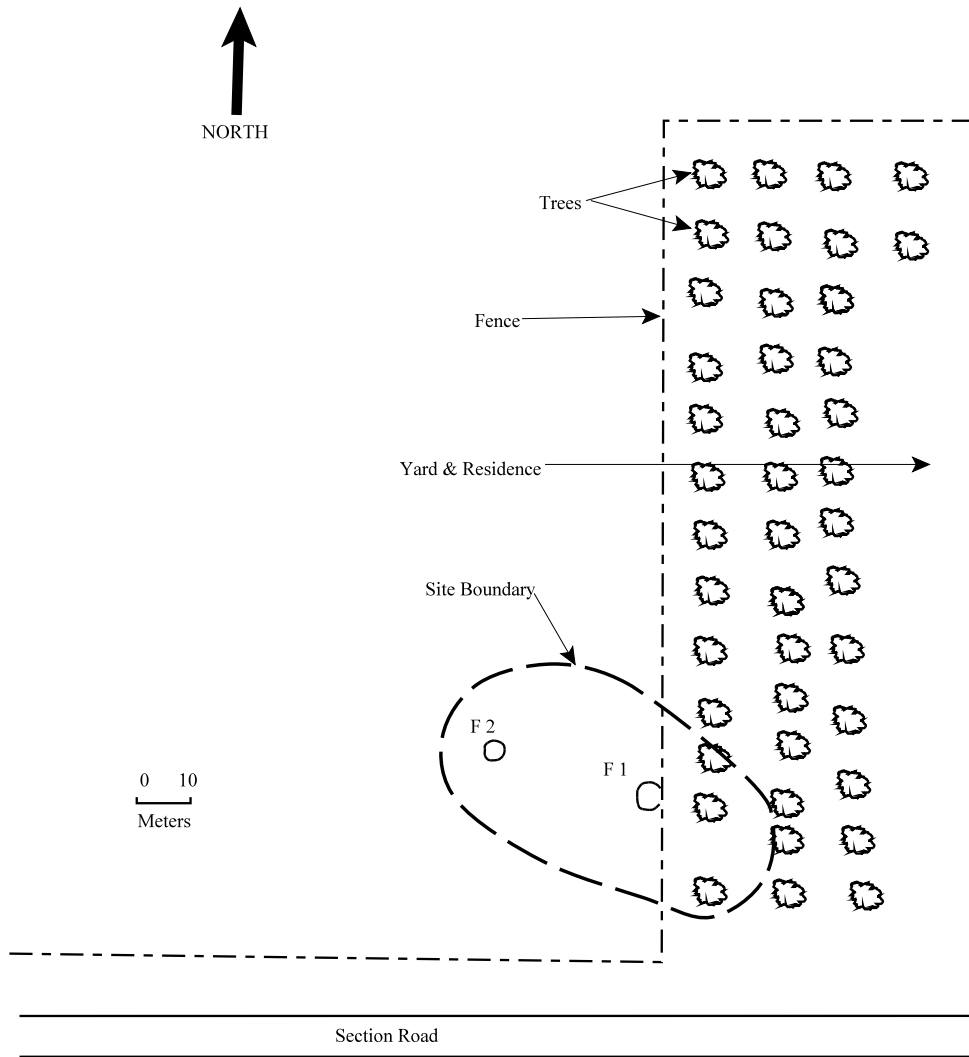 NORTH
Trees
Fence
Yard & Residence
Site Boundary
F 2
F 1
0 10
Meters
Section Road